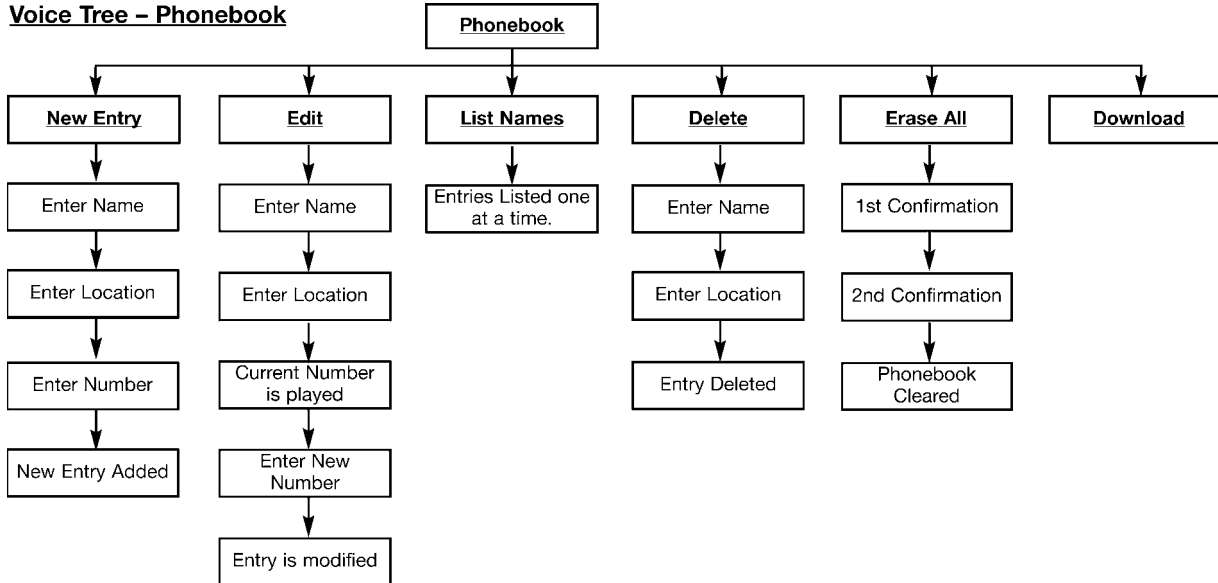 Voice Tree – Phonebook
Phonebook
New Entry
Edit
List Names
Delete
Erase All
Download
Enter Name
Enter Name
Entries Listed one
at a time.
Enter Name
1st Confirmation
Enter Location
Enter Location
Enter Location
2nd Confirmation
Enter Number
Current Number
is played
Entry Deleted
Phonebook
Cleared
New Entry Added
Enter New
Number
Entry is modified